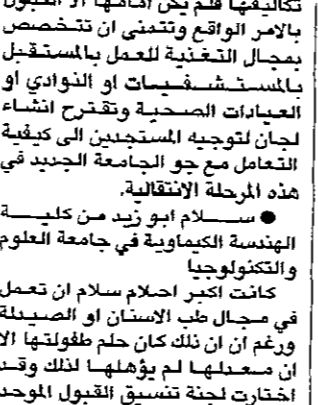 تكاليفها فلم يكن امامها الا القبول
بالامر الواقع وتتمنى ان تتخصص
بمجال التغذية للعمل بالمستقبل
بالمستشفيات او النوادي او
العيادات الصحية وتقترح انشاء
لجان لتوجيه المستجدين الى كيفية
التعامل مع جو الجامعة الجديد في
هذه المرحلة الانتقالية.
● ســـلام ابو زيد من كليـــة
الهندسة الكيماوية في جامعة العلوم
والتكنولوجيا
كانت اكبر احلام سلام ان تعمل
في مجال طب الاسنان او الصيدلة
ورغم ان ان ذلك كان حلم طفولتها الا
ان معدلها لم يؤهلها لذلك وقد
اختارت لجنة تنسيق القبول الموحد